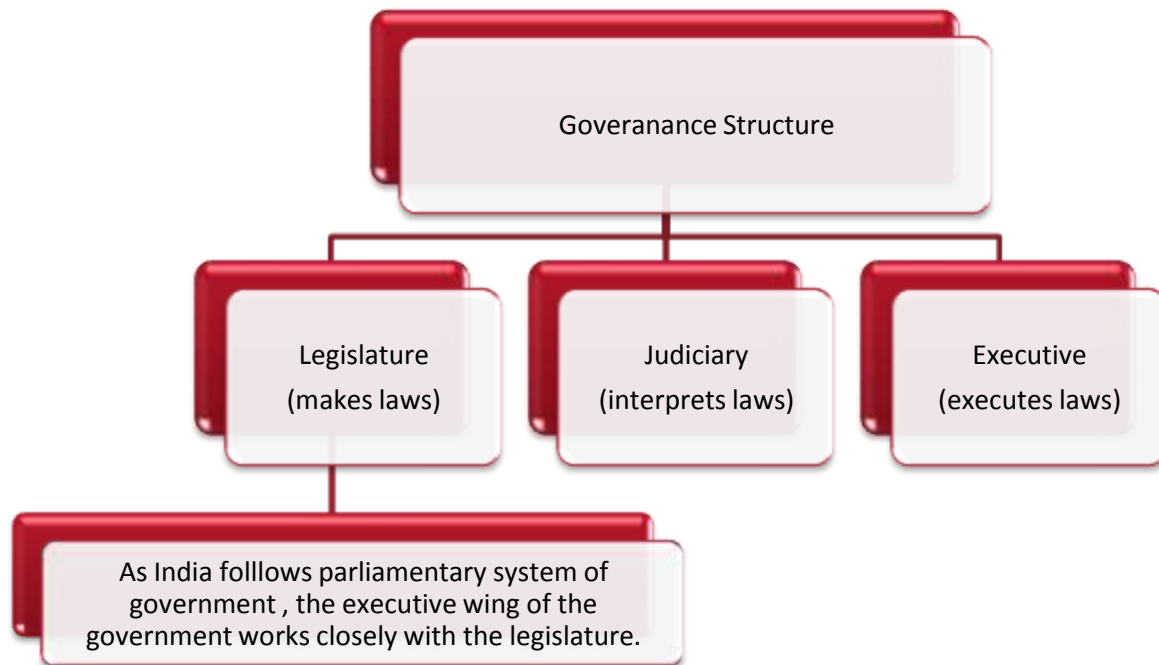 Goveranance Structure
Legislature
(makes laws)
Judiciary
(interprets laws)
Executive
(executes laws)
As India folllows parliamentary system of
government , the executive wing of the
government works closely with the legislature.